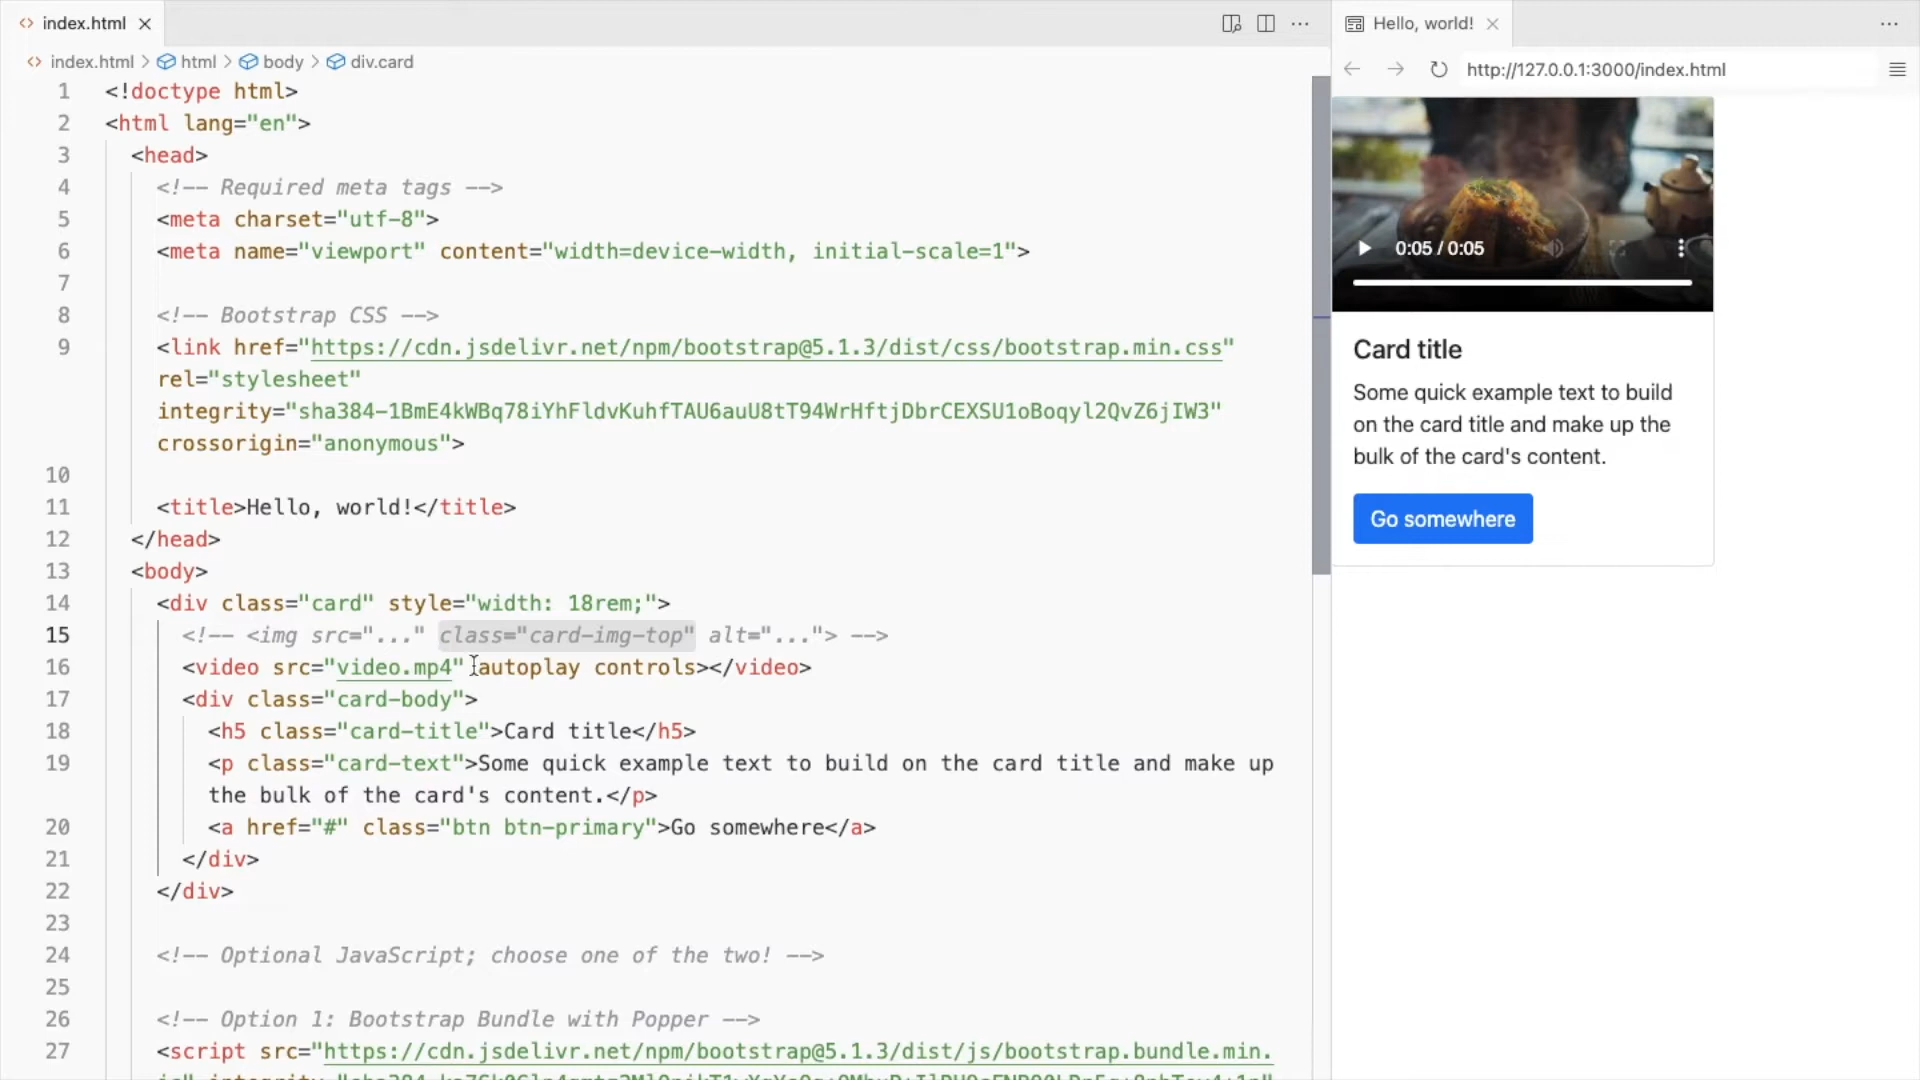 index.html
Hello, world!
index.html > html > body > div.card
http://127.0.0.1:3000/index.html
1 <!doctype html>
2 <html lang="en">
3 <head>
4 <!-- Required meta tags -->
5 <meta charset="utf-8">
6 <meta name="viewport" content="width=device-width, initial-scale=1">
7
8 <!-- Bootstrap CSS -->
9 <link href="https://cdn.jsdelivr.net/npm/bootstrap@5.1.3/dist/css/bootstrap.min.css"
rel="stylesheet"
integrity="sha384-1BmE4kWBq78iYhFldvKuhfTAU6auU8tT94WrHftjDbrCEXSU1oBoqyl2QvZ6jIW3"
crossorigin="anonymous">
10
11 <title>Hello, world!</title>
12 </head>
13 <body>
14 <div class="card" style="width: 18rem;">
15 <!-- <img src="..." class="card-img-top" alt="..."> -->
16 <video src="video.mp4" autoplay controls></video>
17 <div class="card-body">
18 <h5 class="card-title">Card title</h5>
19 <p class="card-text">Some quick example text to build on the card title and make up
the bulk of the card's content.</p>
20 <a href="#" class="btn btn-primary">Go somewhere</a>
21 </div>
22 </div>
23
24 <!-- Optional JavaScript; choose one of the two! -->
25
26 <!-- Option 1: Bootstrap Bundle with Popper -->
27 <script src="https://cdn.jsdelivr.net/npm/bootstrap@5.1.3/dist/js/bootstrap.bundle.min.
0:05 / 0:05
Card title
Some quick example text to build
on the card title and make up the
bulk of the card's content.
Go somewhere